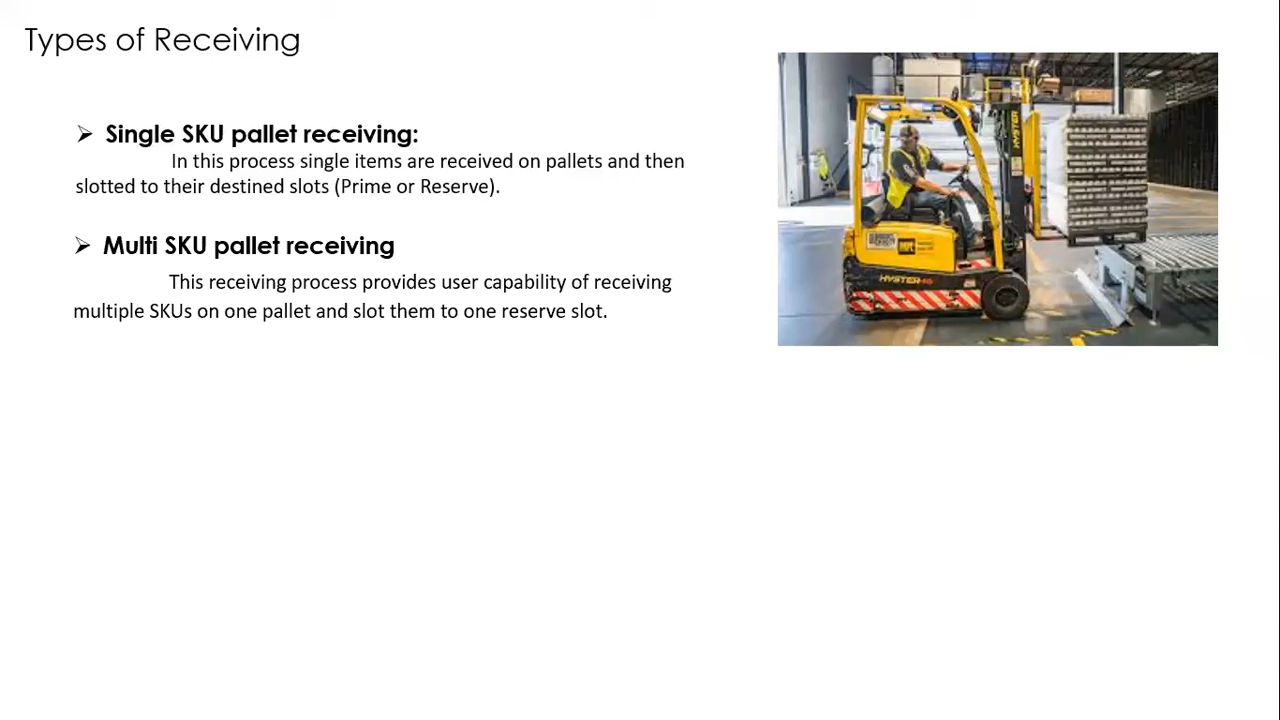 Types of Receiving
➢ Single SKU pallet receiving:
In this process single items are received on pallets and then
slotted to their destined slots (Prime or Reserve).
➢ Multi SKU pallet receiving
This receiving process provides user capability of receiving
multiple SKUs on one pallet and slot them to one reserve slot.
HYSTER
HYSTER